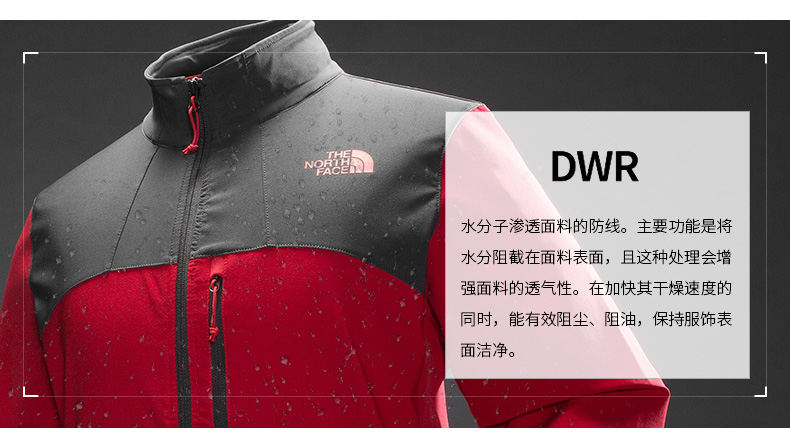 THE
NORTH
FACE
DWR
水分子渗透面料的防线。主要功能是将
水分阻截在面料表面，且这种处理会增
强面料的透气性。在加快其干燥速度的
同时，能有效阻尘、阻油，保持服饰表
面洁净。